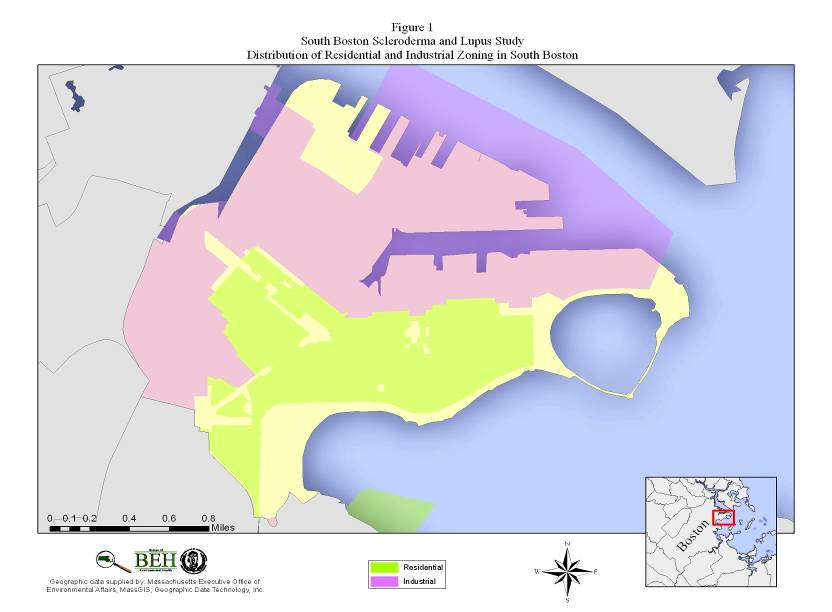 Figure 1
South Boston Scleroderma and Lupus Study
Distribution of Residential and Industrial Zoning in South Boston
0 0.1 0.2 0.4 0.6 0.8
Miles
BEH
Geographic data supplied by: Massachusetts Executive Office of
Environmental Affairs, MassGIS; Geographic Data Technology, Inc.
Residential
Industrial
N
W E
S
Boston